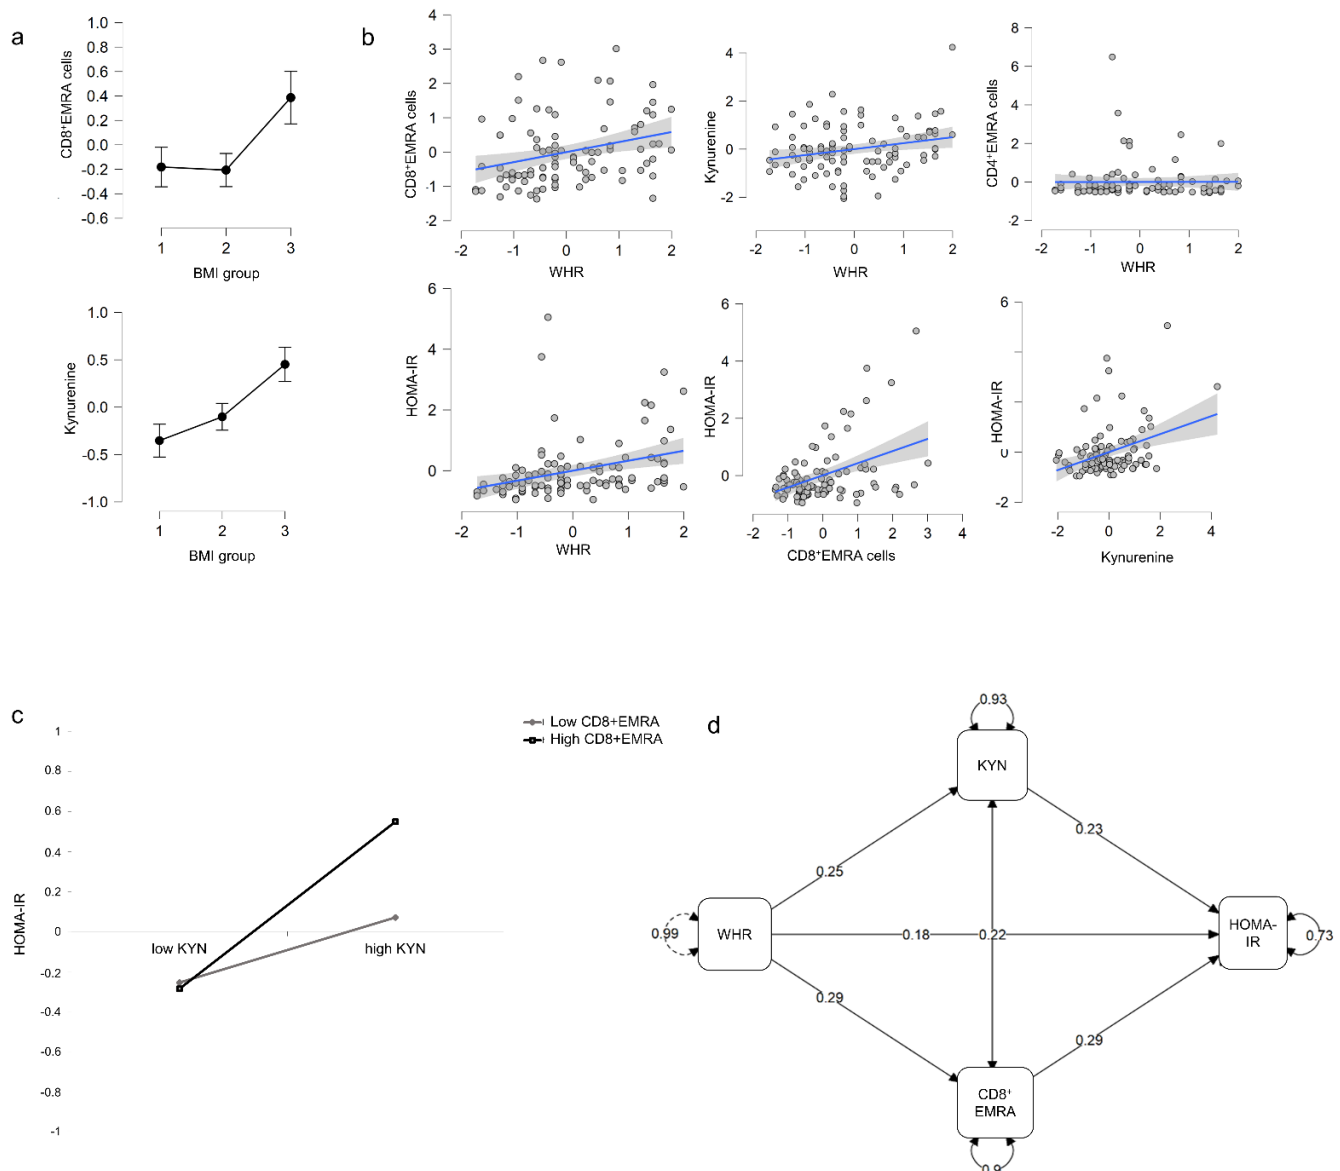 a
1.0
0.8
0.6
0.4
0.2
0.0
-0.2
-0.4
-0.6
CD8+EMRA cells
1 2 3
BMI group
1.0
0.5
0.0
-0.5
-1.0
Kynurenine
1 2 3
BMI group
b
4
3
2
1
0
-1
-2
CD8+EMRA cells
-2 -1 0 1 2
WHR
4
2
0
-2
Kynurenine
-2 -1 0 1 2
WHR
8
6
4
2
0
-2
CD4+EMRA cells
-2 -1 0 1 2
WHR
6
4
2
0
HOMA-IR
-2 -1 0 1 2
WHR
6
4
2
0
-2
HOMA-IR
-2 -1 0 1 2 3 4
CD8+EMRA cells
6
2
0
-2
HOMA-IR
-2 0 2 4
Kynurenine
c
Low CD8+EMRA
High CD8+EMRA
1
0.8
0.6
0.4
0.2
0
-0.2
-0.4
-0.6
-0.8
-1
HOMA-IR
low KYN high KYN
d
0.93
KYN
0.25
0.23
0.99
WHR
0.18
0.22
HOMA-
IR
0.73
0.29
0.29
CD8+
EMRA